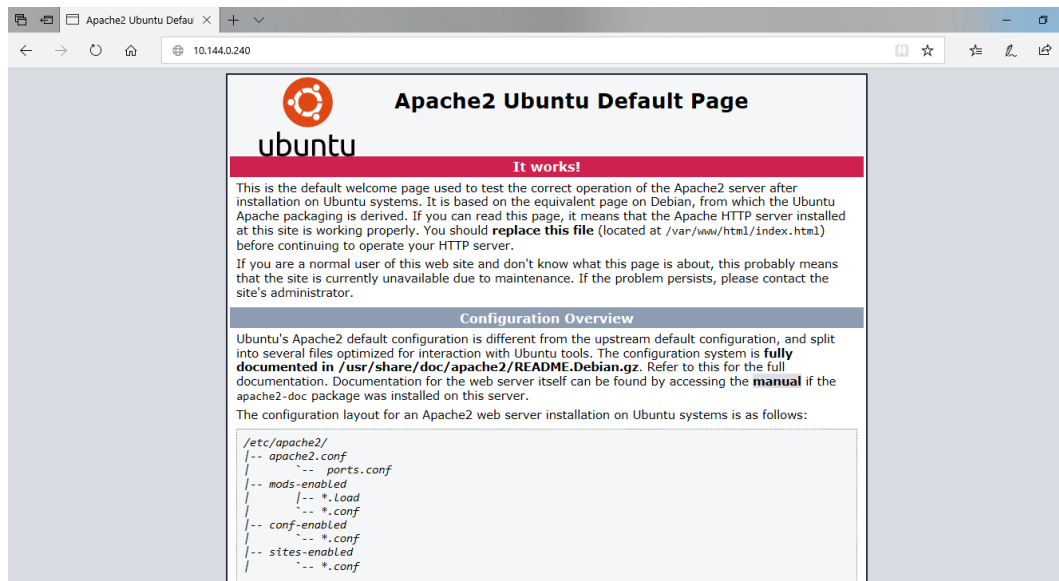 Apache2 Ubuntu Defaul
10.144.0.240
ubuntu
Apache2 Ubuntu Default Page
It works!
This is the default welcome page used to test the correct operation of the Apache2 server after
installation on Ubuntu systems. It is based on the equivalent page on Debian, from which the Ubuntu
Apache packaging is derived. If you can read this page, it means that the Apache HTTP server installed
at this site is working properly. You should replace this file (located at /var/www/html/index.html)
before continuing to operate your HTTP server.
If you are a normal user of this web site and don't know what this page is about, this probably means
that the site is currently unavailable due to maintenance. If the problem persists, please contact the
site's administrator.
Configuration Overview
Ubuntu's Apache2 default configuration is different from the upstream default configuration, and split
into several files optimized for interaction with Ubuntu tools. The configuration system is fully
documented in /usr/share/doc/apache2/README.Debian.gz. Refer to this for the full
documentation. Documentation for the web server itself can be found by accessing the manual if the
apache2-doc package was installed on this server.
The configuration layout for an Apache2 web server installation on Ubuntu systems is as follows:
/etc/apache2/
|-- apache2.conf
|       `--  ports.conf
|-- mods-enabled
|       |-- *.load
|       `-- *.conf
|-- conf-enabled
|       `-- *.conf
|-- sites-enabled
|       `-- *.conf